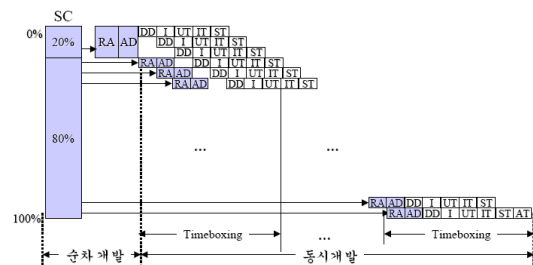 SC
0%
20%
RA AD DD I UT IT ST
DD I UT IT ST
DD I UT IT ST
RA AD DD I UT IT ST
RA AD DD I UT IT ST
RA AD DD I UT IT ST
80%
... ...
RA AD DD I UT IT ST
100% RA AD DD I UT IT ST AT
Timeboxing ... Timeboxing
순차 개발 동시개발